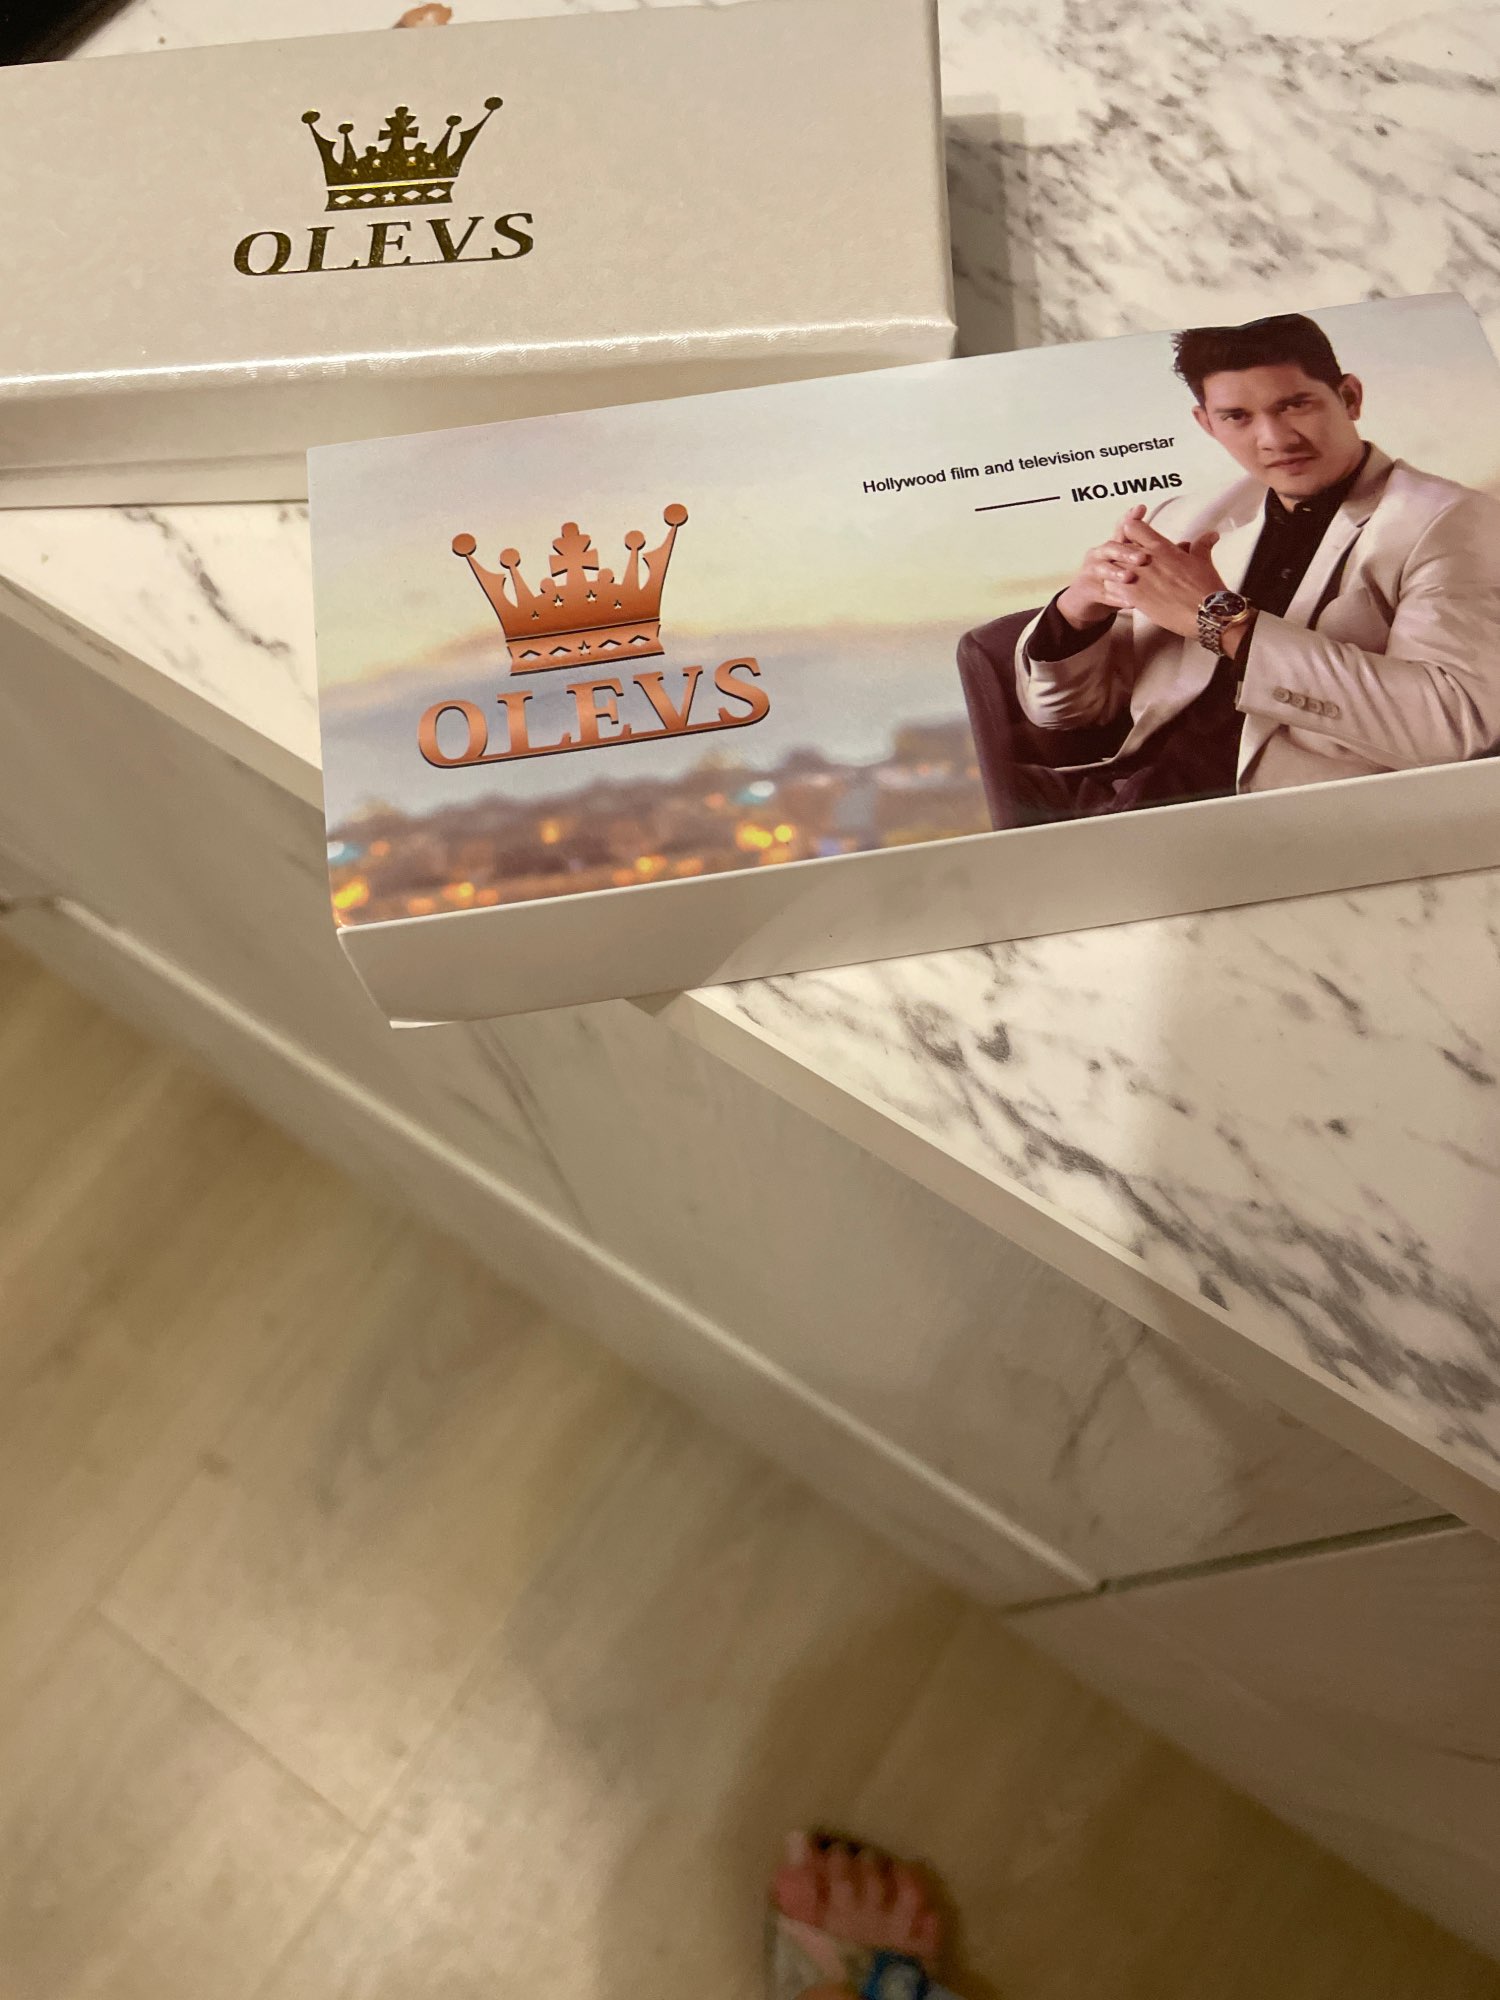 OLEVS
Hollywood film and television superstar
IKO.UWAIS
OLEVS